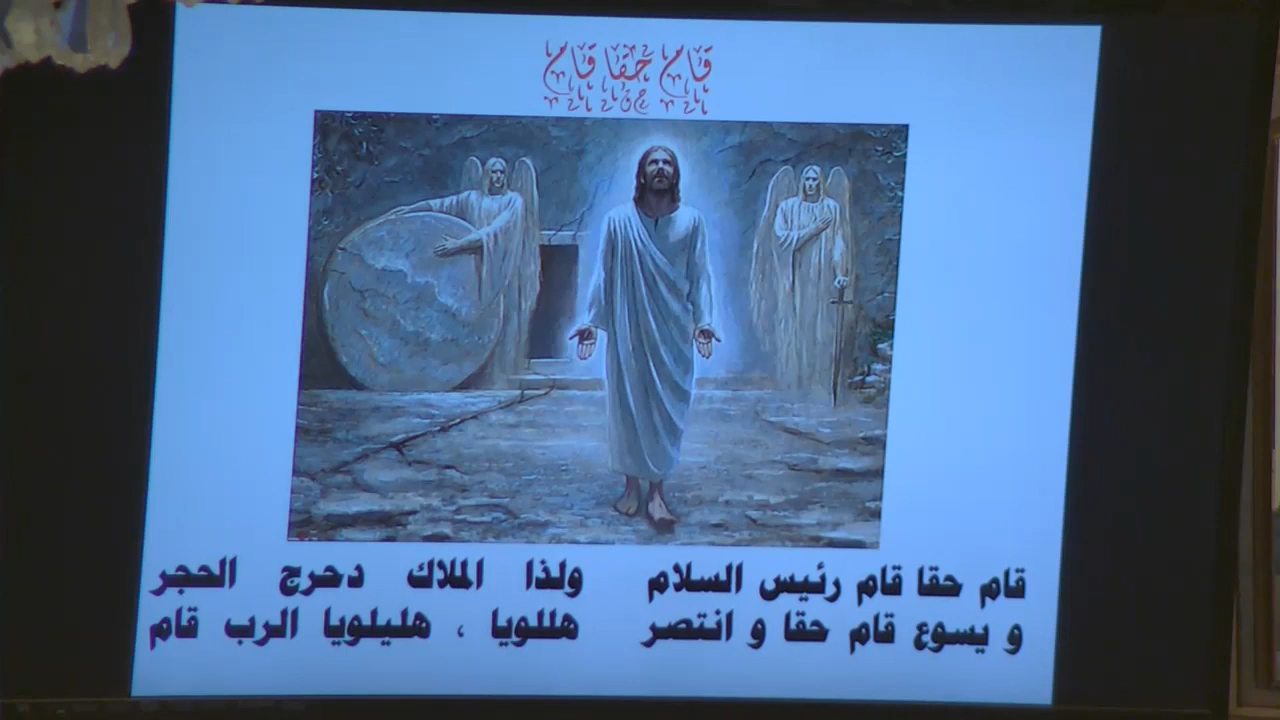 قام حقا قام
قام حقا قام رئيس السلام ولذا الملاك دحرج الحجر
و يسوع قام حقا و انتصر هللويا ، هليلويا الرب قام